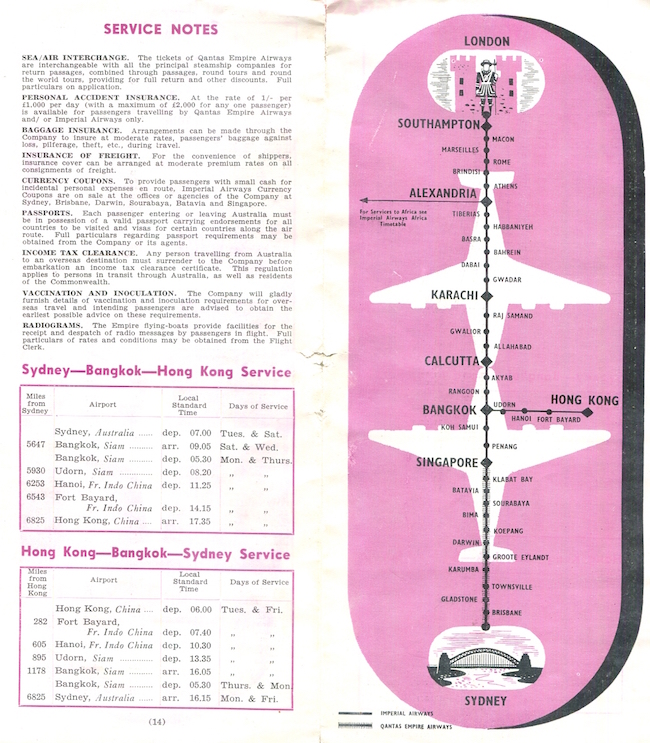 SERVICE NOTES
SEA/AIR INTERCHANGE. The tickets of Qantas Empire Airways
are interchangeable with all the principal steamship companies for
return passages, combined through passages, round tours and round
the world tours, providing for full return and other discounts. Full
particulars on application.
PERSONAL ACCIDENT INSURANCE. At the rate of 1/- per
£1,000 per day (with a maximum of £2,000 for any one passenger)
is available for passengers travelling by Qantas Empire Airways
and/or Imperial Airways only.
BAGGAGE INSURANCE. Arrangements can be made through the
Company to insure at moderate rates, passengers' baggage against
loss, pilferage, theft, etc., during travel.
INSURANCE OF FREIGHT. For the convenience of shippers,
insurance cover can be arranged at moderate premium rates on all
consignments of freight.
CURRENCY COUPONS. To provide passengers with small cash for
incidental personal expenses en route, Imperial Airways Currency
Coupons are on sale at the offices or agencies of the Company at
Sydney, Brisbane, Darwin, Sourabaya, Batavia and Singapore.
PASSPORTS. Each passenger entering or leaving Australia must
be in possession of a valid passport carrying endorsements for all
countries to be visited and visas for certain countries along the air
route. Full particulars regarding passport requirements may be
obtained from the Company or its agents.
INCOME TAX CLEARANCE. Any person travelling from Australia
to an overseas destination must surrender to the Company before
embarkation an income tax clearance certificate. This regulation
applies to persons in transit through Australia, as well as residents
of the Commonwealth.
VACCINATION AND INOCULATION. The Company will gladly
furnish details of vaccination and inoculation requirements for over-
seas travel and intending passengers are advised to obtain the
earliest possible advice on these requirements.
RADIOGRAMS. The Empire flying-boats provide facilities for the
receipt and despatch of radio messages by passengers in flight. Full
particulars of rates and conditions may be obtained from the Flight
Clerk.
Sydney—Bangkok—Hong Kong Service
Miles from Sydney Airport Local Standard Time Days of Service
Sydney, Australia ...... dep. 07.00 Tues. & Sat.
5647 Bangkok, Siam .......... arr. 09.05 Sat. & Wed.
Bangkok, Siam .......... dep. 05.30 Mon. & Thurs.
5930 Udorn, Siam .............. dep. 08.20 ,, ,,
6253 Hanoi, Fr. Indo China dep. 11.25 ,, ,,
6543 Fort Bayard,
Fr. Indo China dep. 14.15 ,, ,,
6825 Hong Kong, China .... arr. 17.35 ,, ,,
Hong Kong—Bangkok—Sydney Service
Miles from Hong Kong Airport Local Standard Time Days of Service
Hong Kong, China .... dep. 06.00 Tues. & Fri.
282 Fort Bayard,
Fr. Indo China dep. 07.40 ,, ,,
605 Hanoi, Fr. Indo China dep. 10.30 ,, ,,
895 Udorn, Siam .............. dep. 13.35 ,, ,,
1178 Bangkok, Siam .......... arr. 16.05 ,, ,,
Bangkok, Siam .......... dep. 05.30 Thurs. & Mon.
6825 Sydney, Australia ...... arr. 16.15 Mon. & Fri.
(14)
LONDON
SOUTHAMPTON
MACON
MARSEILLES
ROME
BRINDISI
ATHENS
ALEXANDRIA
For Services to Africa see
Imperial Airways Africa
Timetable
TIBERIAS
HABBANIYEH
BASRA
BAHREIN
DABAI
GWADAR
KARACHI
RAJ SAMAND
GWALIOR
ALLAHABAD
CALCUTTA
AKYAB
RANGOON
BANGKOK
UDORN
HANOI
FORT BAYARD
HONG KONG
KOH SAMUI
PENANG
SINGAPORE
KLABAT BAY
BATAVIA
SOURABAYA
BIMA
KOEPANG
DARWIN
GROOTE EYLANDT
KARUMBA
TOWNSVILLE
GLADSTONE
BRISBANE
SYDNEY
IMPERIAL AIRWAYS
QANTAS EMPIRE AIRWAYS